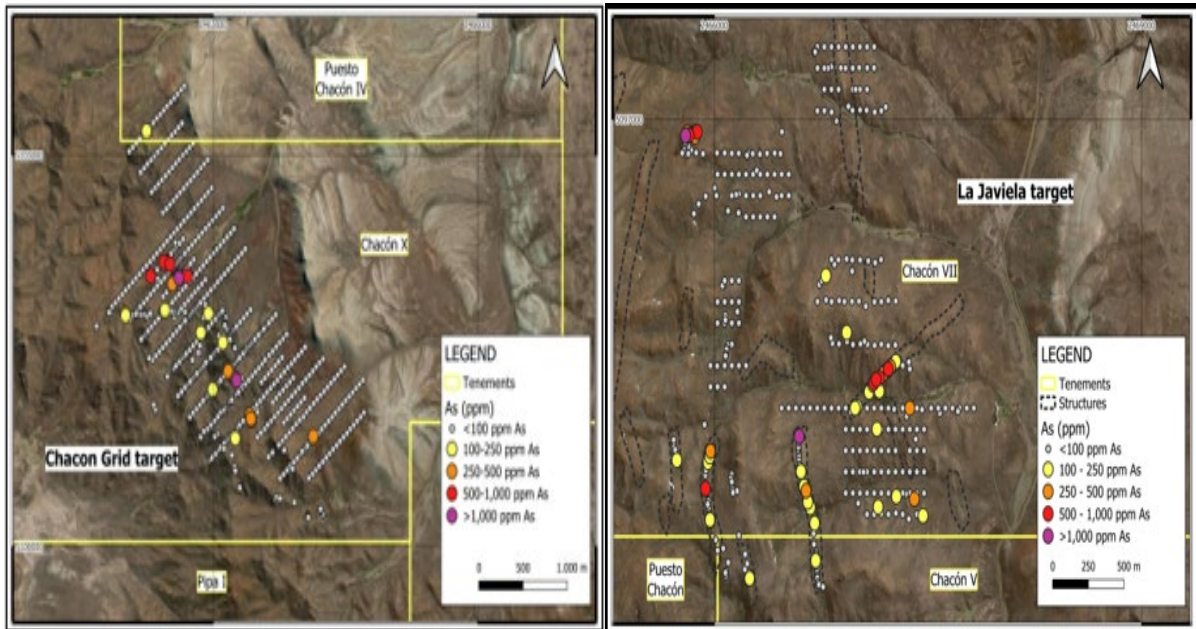 Puesto
Chacón IV
Chacón X
Chacon Grid target
Pipa I
LEGEND
Tenements
As (ppm)
<100 ppm As
100-250 ppm As
250-500 ppm As
500-1,000 ppm As
>1,000 ppm As
0 500 1.000 m
2466000
2469000
La Javiela target
Chacón VII
Puesto
Chacón
Chacón V
LEGEND
Tenements
Structures
As (ppm)
<100 ppm As
100 - 250 ppm As
250 - 500 ppm As
500 - 1,000 ppm As
>1,000 ppm As
0 250 500 m